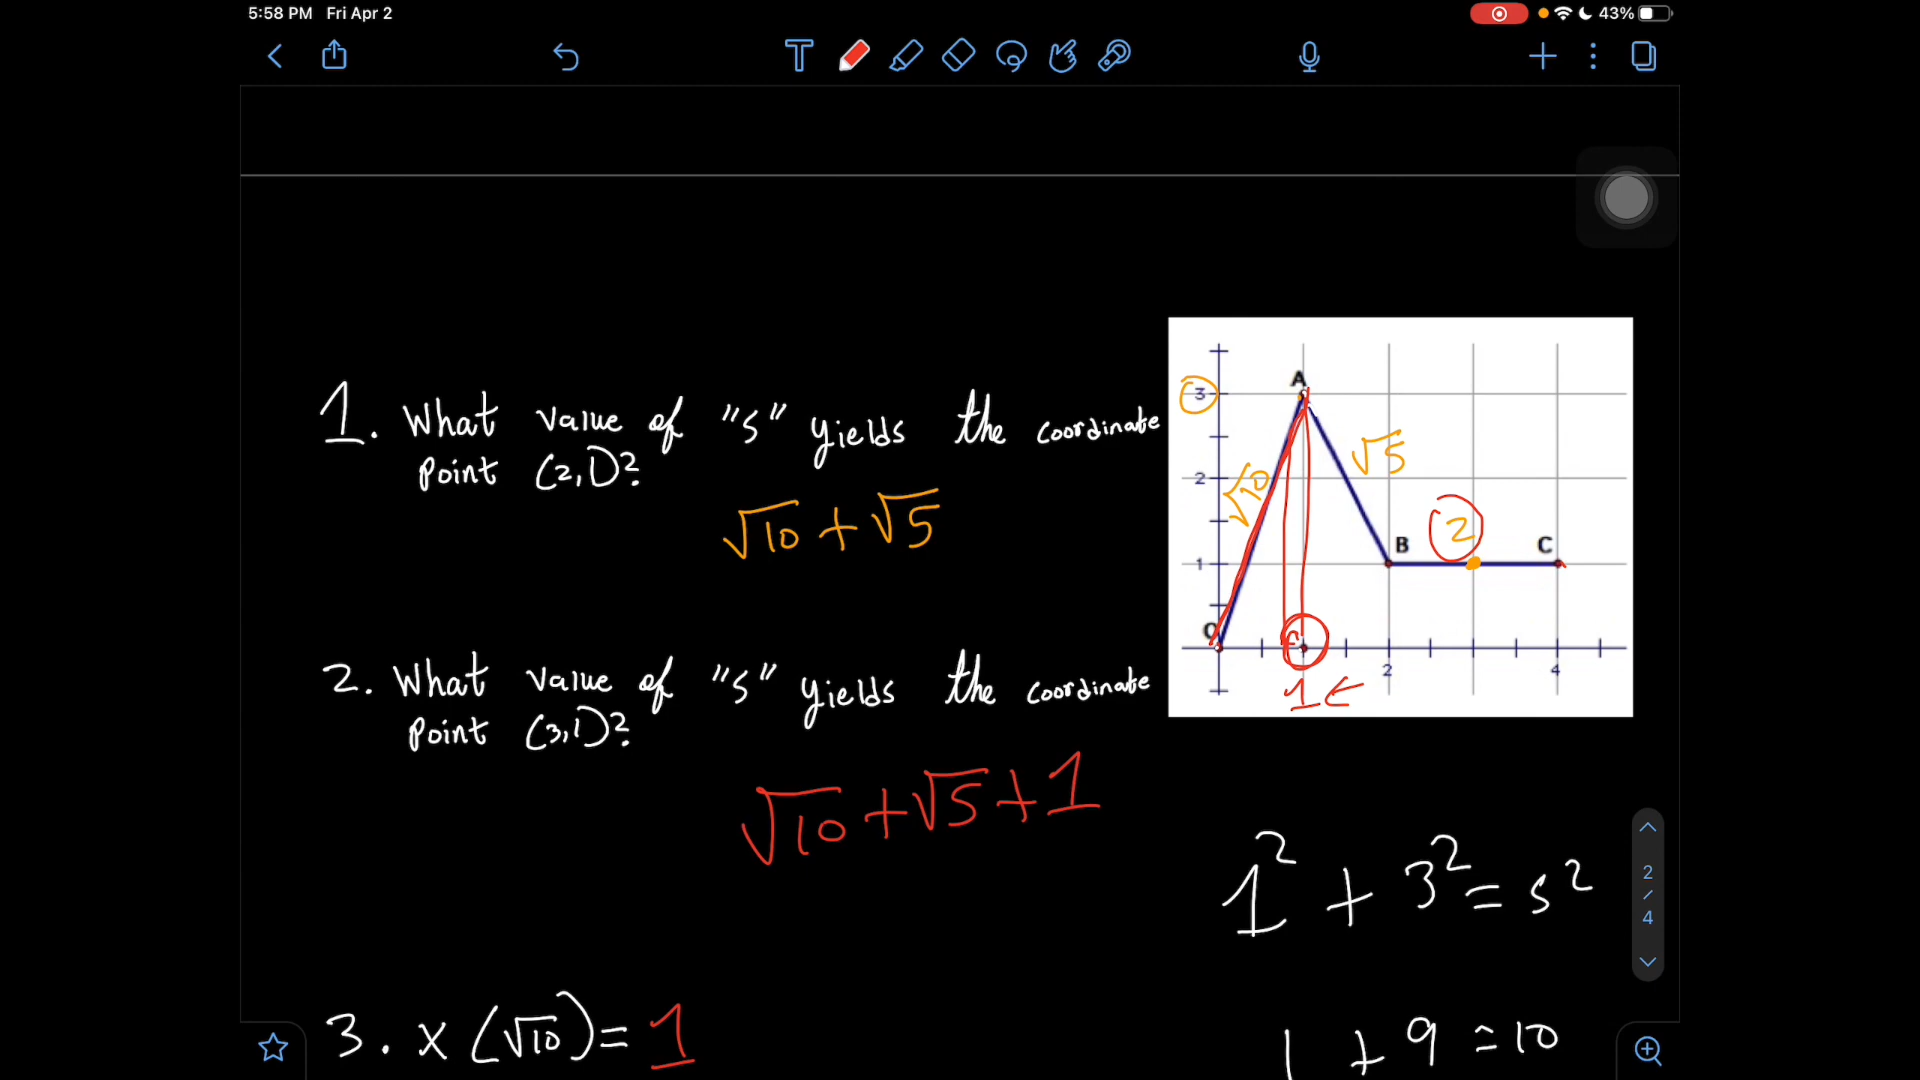 5:58 PM Fri Apr 2
43%
T
1. What value of "s" yields the coordinate
point (2,1)?
√10 + √5
3
A
√5
2
√10
B
2
C
1
O
2
4
1
2. What value of "s" yields the coordinate
point (3,1)?
√10 + √5 + 1
1² + 3² = s²
2
/
4
3. x (√10) = 1
1 + 9 = 10